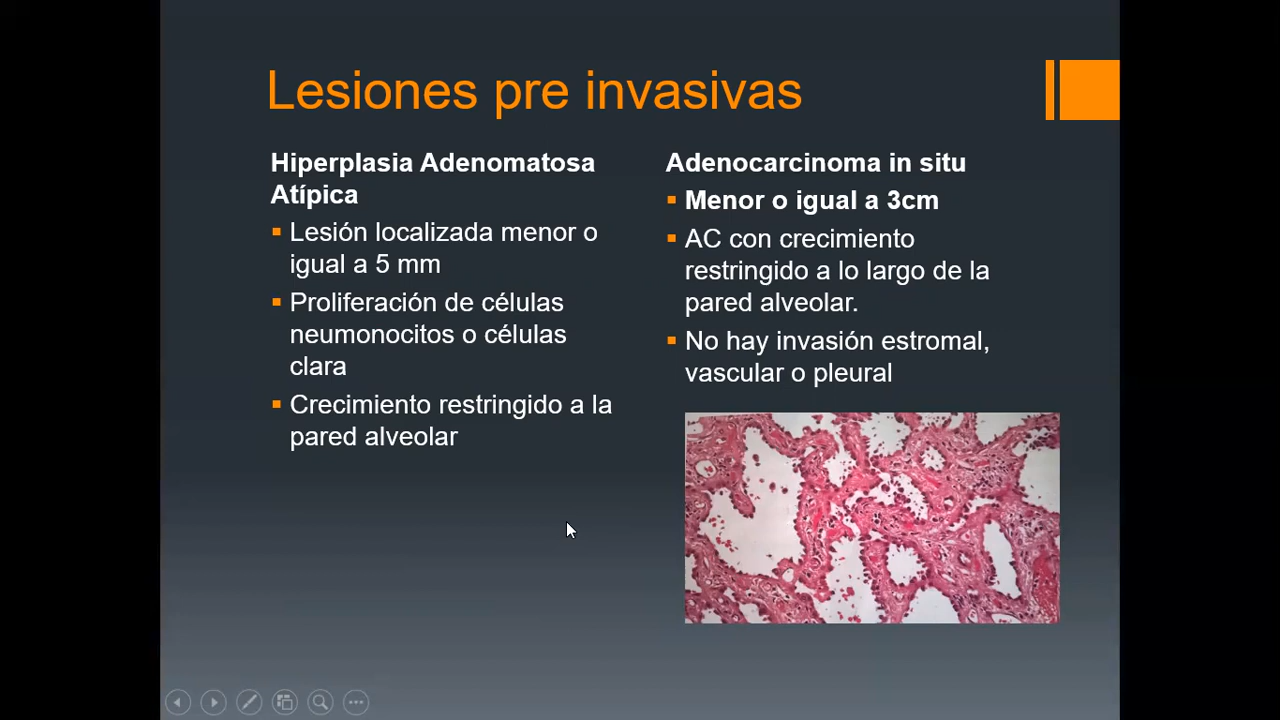 Lesiones pre invasivas
Hiperplasia Adenomatosa
Atípica
Lesión localizada menor o
igual a 5 mm
Proliferación de células
neumonocitos o células
clara
Crecimiento restringido a la
pared alveolar
Adenocarcinoma in situ
Menor o igual a 3cm
AC con crecimiento
restringido a lo largo de la
pared alveolar.
No hay invasión estromal,
vascular o pleural